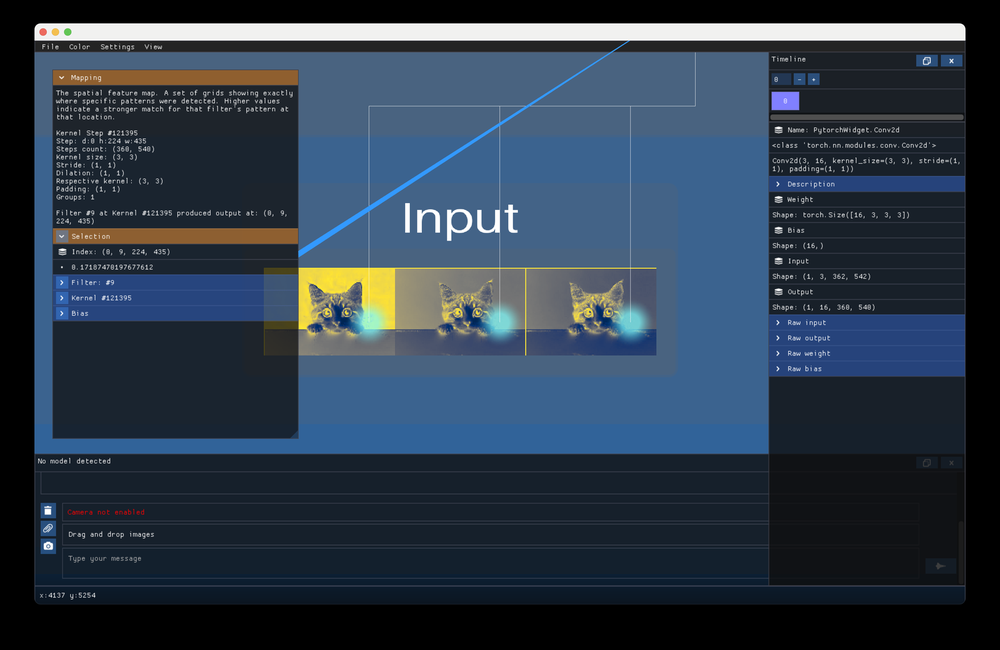 File Color Settings View
Mapping
The spatial feature map. A set of grids showing exactly
where specific patterns were detected. Higher values
indicate a stronger match for that filter's pattern at
that location.
Kernel Step #121395
Step: d:0 h:224 w:435
Steps count: (360, 540)
Kernel size: (3, 3)
Stride: (1, 1)
Dilation: (1, 1)
Respective kernel: (3, 3)
Padding: (1, 1)
Groups: 1
Filter #9 at Kernel #121395 produced output at: (0, 9,
224, 435)
Selection
Index: (0, 9, 224, 435)
0.17187470197677612
Filter: #9
Kernel #121395
Bias
Input
Timeline
0 - +
0
Name: PytorchWidget.Conv2d
<class 'torch.nn.modules.conv.Conv2d'>
Conv2d(3, 16, kernel_size=(3, 3), stride=(1,
1), padding=(1, 1))
Description
Weight
Shape: torch.Size([16, 3, 3, 3])
Bias
Shape: (16,)
Input
Shape: (1, 3, 362, 542)
Output
Shape: (1, 16, 360, 540)
Raw input
Raw output
Raw weight
Raw bias
No model detected
Camera not enabled
Drag and drop images
Type your message
x:4137 y:5254